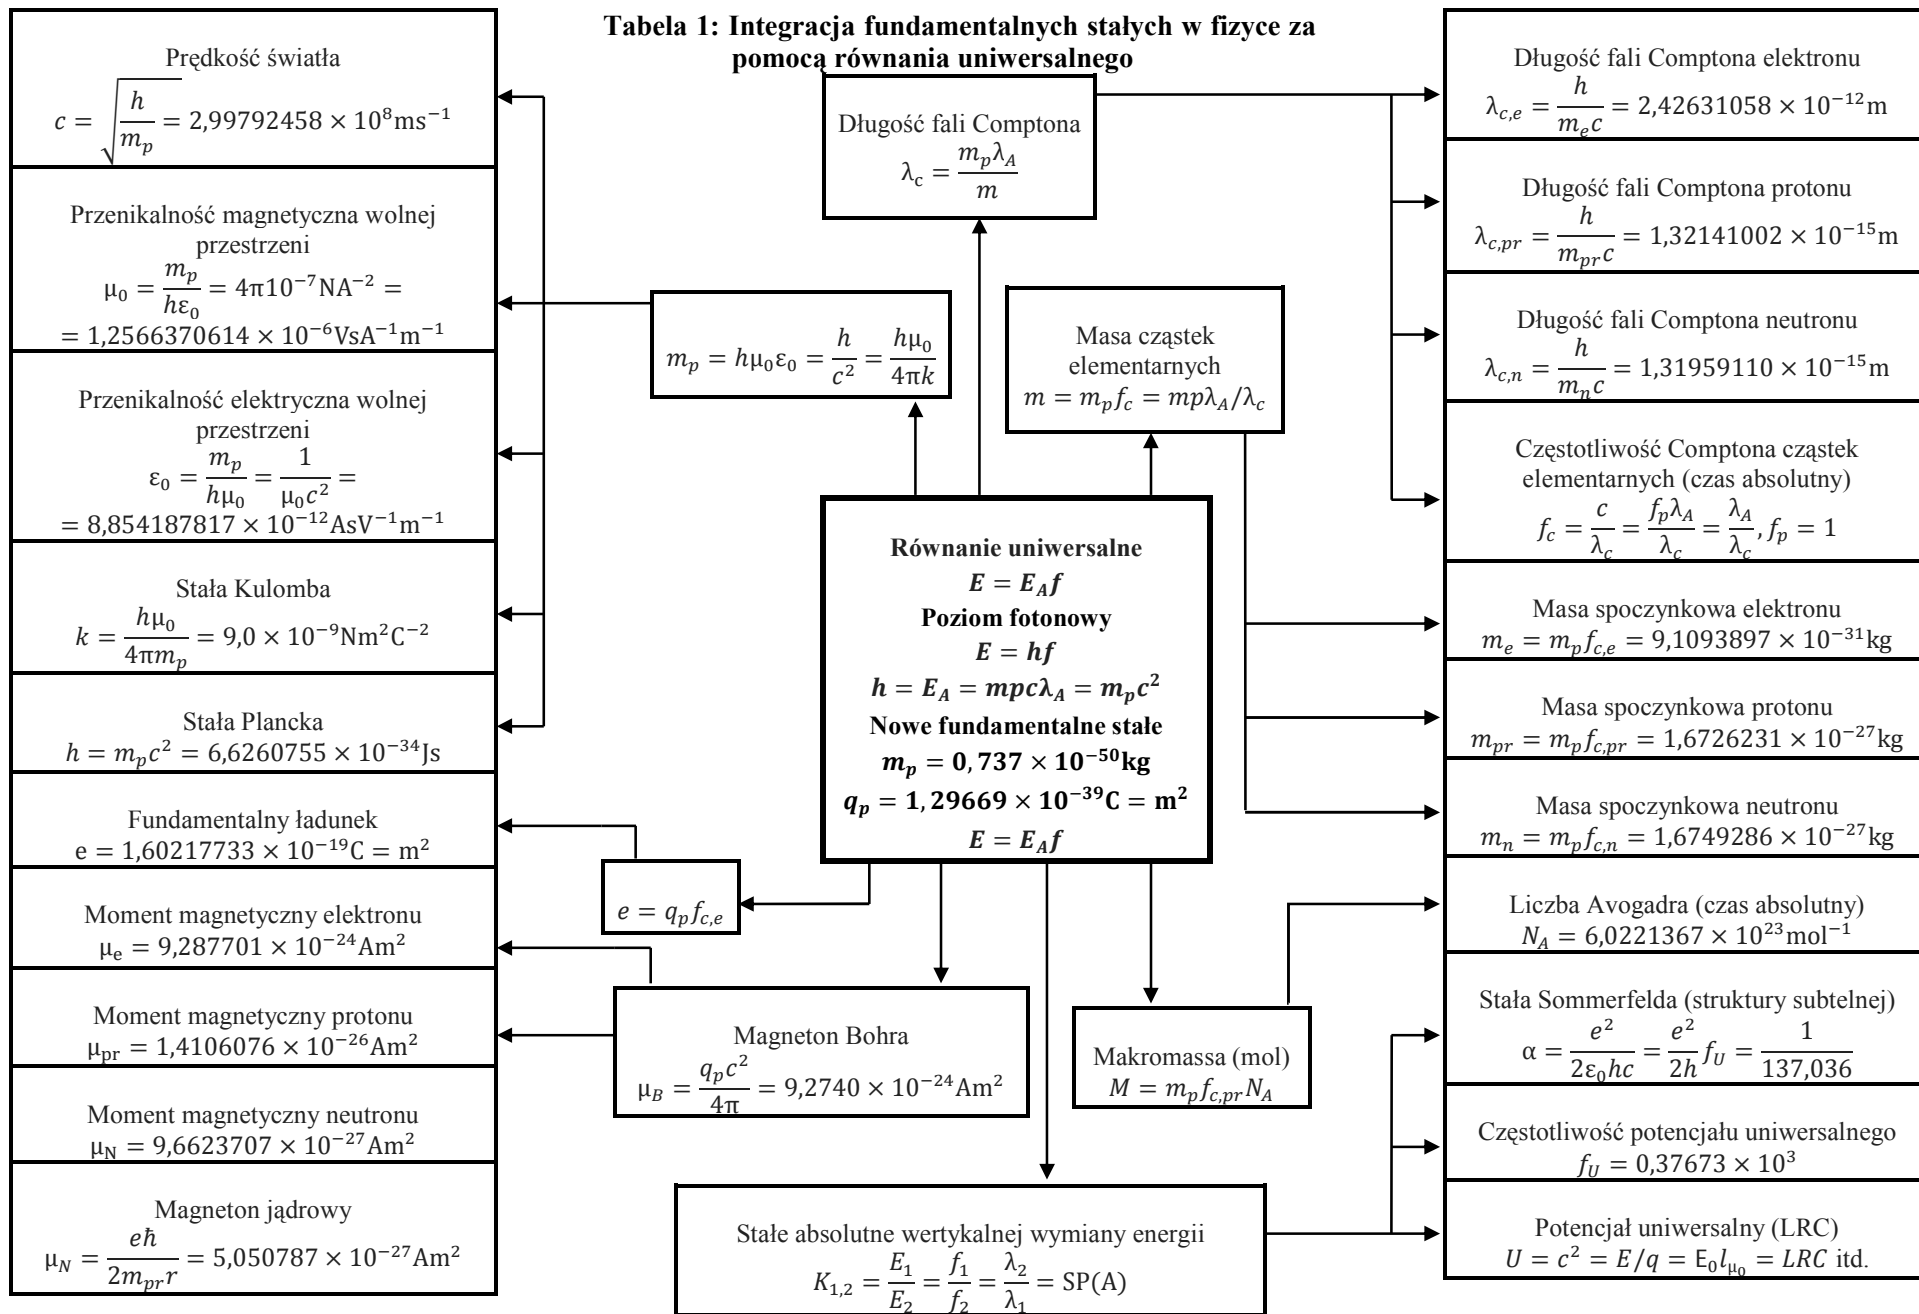 Tabela 1: Integracja fundamentalnych stałych w fizyce za
pomocą równania uniwersalnego
Prędkość światła
c = √(h/m_p) = 2,99792458 × 10⁸ms⁻¹
Przenikalność magnetyczna wolnej
przestrzeni
μ₀ = m_p/(hε₀) = 4π10⁻⁷NA⁻² =
= 1,2566370614 × 10⁻⁶VsA⁻¹m⁻¹
Przenikalność elektryczna wolnej
przestrzeni
ε₀ = m_p/(hμ₀) = 1/(μ₀c²) =
= 8,854187817 × 10⁻¹²AsV⁻¹m⁻¹
Stała Kulomba
k = hμ₀/(4πm_p) = 9,0 × 10⁻⁹Nm²C⁻²
Stała Plancka
h = m_pc² = 6,6260755 × 10⁻³⁴Js
Fundamentalny ładunek
e = 1,60217733 × 10⁻¹⁹C = m²
Moment magnetyczny elektronu
μ_e = 9,287701 × 10⁻²⁴Am²
Moment magnetyczny protonu
μ_pr = 1,4106076 × 10⁻²⁶Am²
Moment magnetyczny neutronu
μ_N = 9,6623707 × 10⁻²⁷Am²
Magneton jądrowy
μ_N = eħ/(2m_pr r) = 5,050787 × 10⁻²⁷Am²
Długość fali Comptona
λ_c = m_pλ_A/m
m_p = hμ₀ε₀ = h/c² = hμ₀/(4πk)
Masa cząstek
elementarnych
m = m_pf_c = mpλ_A/λ_c
Równanie uniwersalne
E = E_Af
Poziom fotonowy
E = hf
h = E_A = mpcλ_A = m_pc²
Nowe fundamentalne stałe
m_p = 0,737 × 10⁻⁵⁰kg
q_p = 1,29669 × 10⁻³⁹C = m²
E = E_Af
e = q_pf_c,e
Magneton Bohra
μ_B = q_pc²/(4π) = 9,2740 × 10⁻²⁴Am²
Makromassa (mol)
M = m_pf_c,prN_A
Stałe absolutne wertykalnej wymiany energii
K₁,₂ = E₁/E₂ = f₁/f₂ = λ₂/λ₁ = SP(A)
Długość fali Comptona elektronu
λ_c,e = h/(m_ec) = 2,42631058 × 10⁻¹²m
Długość fali Comptona protonu
λ_c,pr = h/(m_prc) = 1,32141002 × 10⁻¹⁵m
Długość fali Comptona neutronu
λ_c,n = h/(m_nc) = 1,31959110 × 10⁻¹⁵m
Częstotliwość Comptona cząstek
elementarnych (czas absolutny)
f_c = c/λ_c = f_pλ_A/λ_c = λ_A/λ_c, f_p = 1
Masa spoczynkowa elektronu
m_e = m_pf_c,e = 9,1093897 × 10⁻³¹kg
Masa spoczynkowa protonu
m_pr = m_pf_c,pr = 1,6726231 × 10⁻²⁷kg
Masa spoczynkowa neutronu
m_n = m_pf_c,n = 1,6749286 × 10⁻²⁷kg
Liczba Avogadra (czas absolutny)
N_A = 6,0221367 × 10²³mol⁻¹
Stała Sommerfelda (struktury subtelnej)
α = e²/(2ε₀hc) = e²/(2h) f_U = 1/137,036
Częstotliwość potencjału uniwersalnego
f_U = 0,37673 × 10³
Potencjał uniwersalny (LRC)
U = c² = E/q = E₀l_μ₀ = LRC itd.